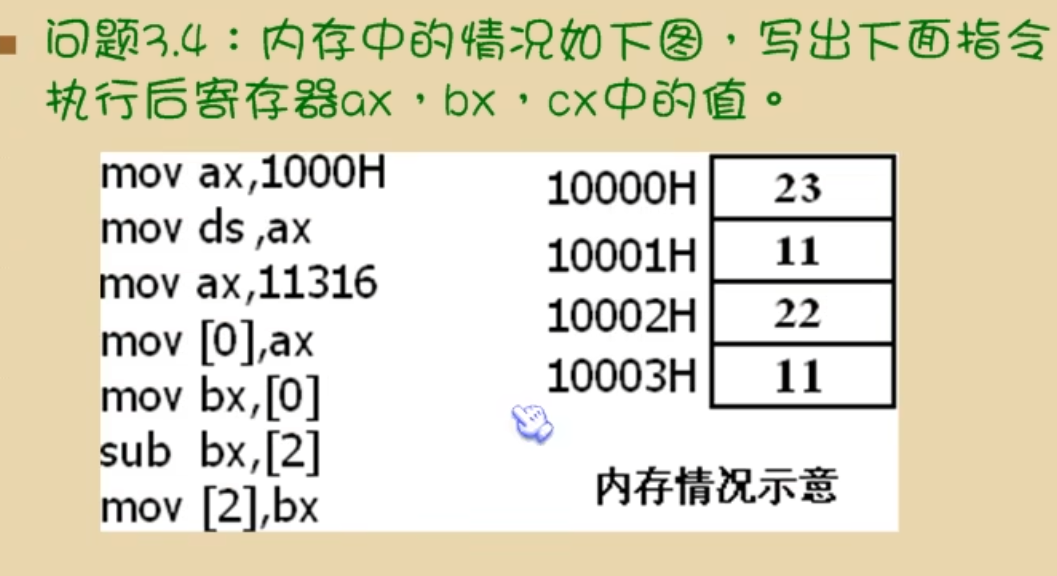 问题3.4：内存中的情况如下图，写出下面指令
执行后寄存器ax，bx，cx中的值。
mov ax,1000H
mov ds ,ax
mov ax,11316
mov [0],ax
mov bx,[0]
sub bx,[2]
mov [2],bx
10000H 23
10001H 11
10002H 22
10003H 11
内存情况示意